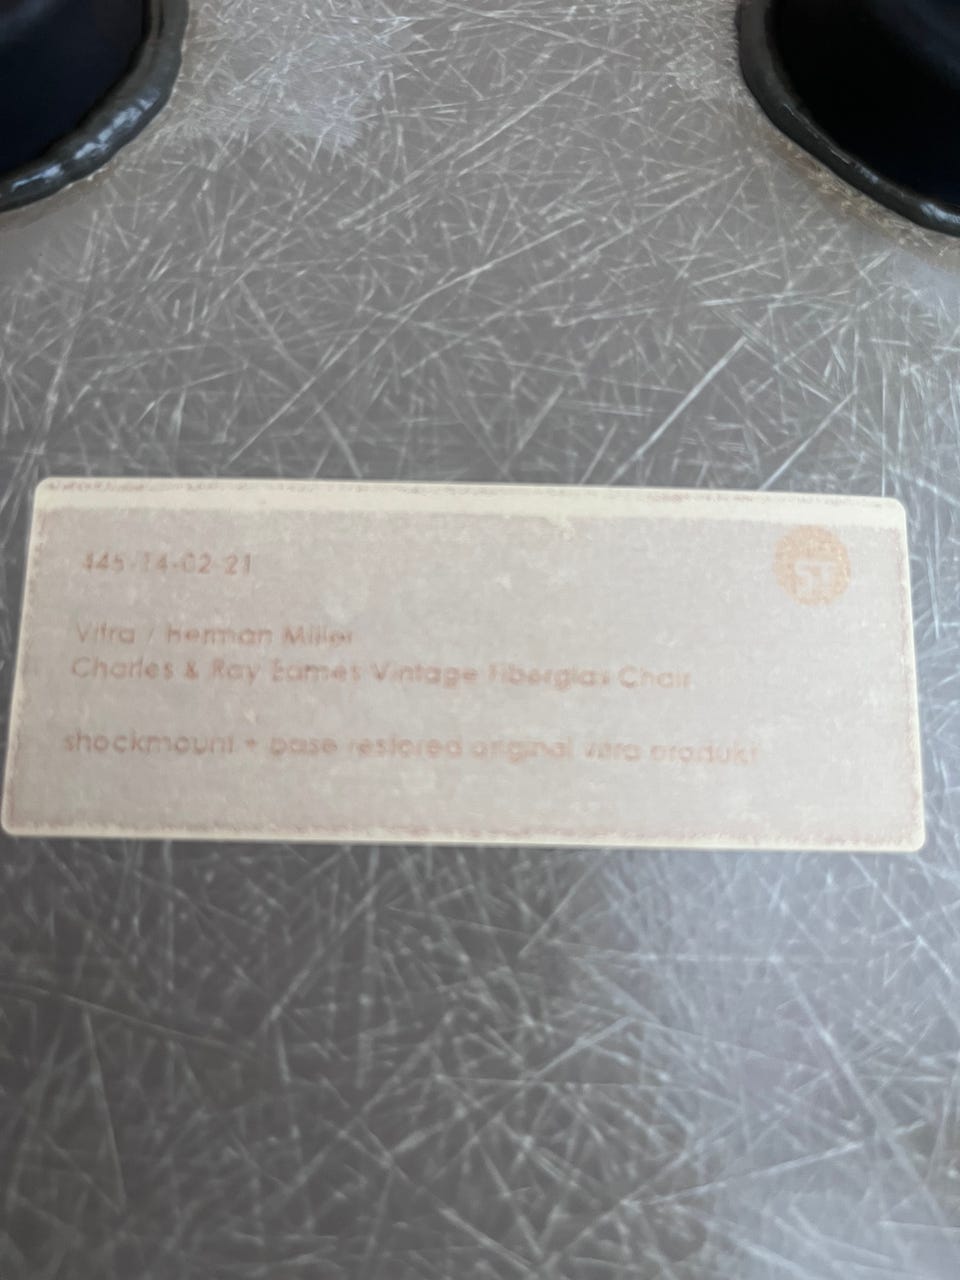 445-14-02-21
ST
Vitra / herman Miller
Charles & Ray Eames Vintage Fiberglas Chair
shockmount + base restored original vitra produkt